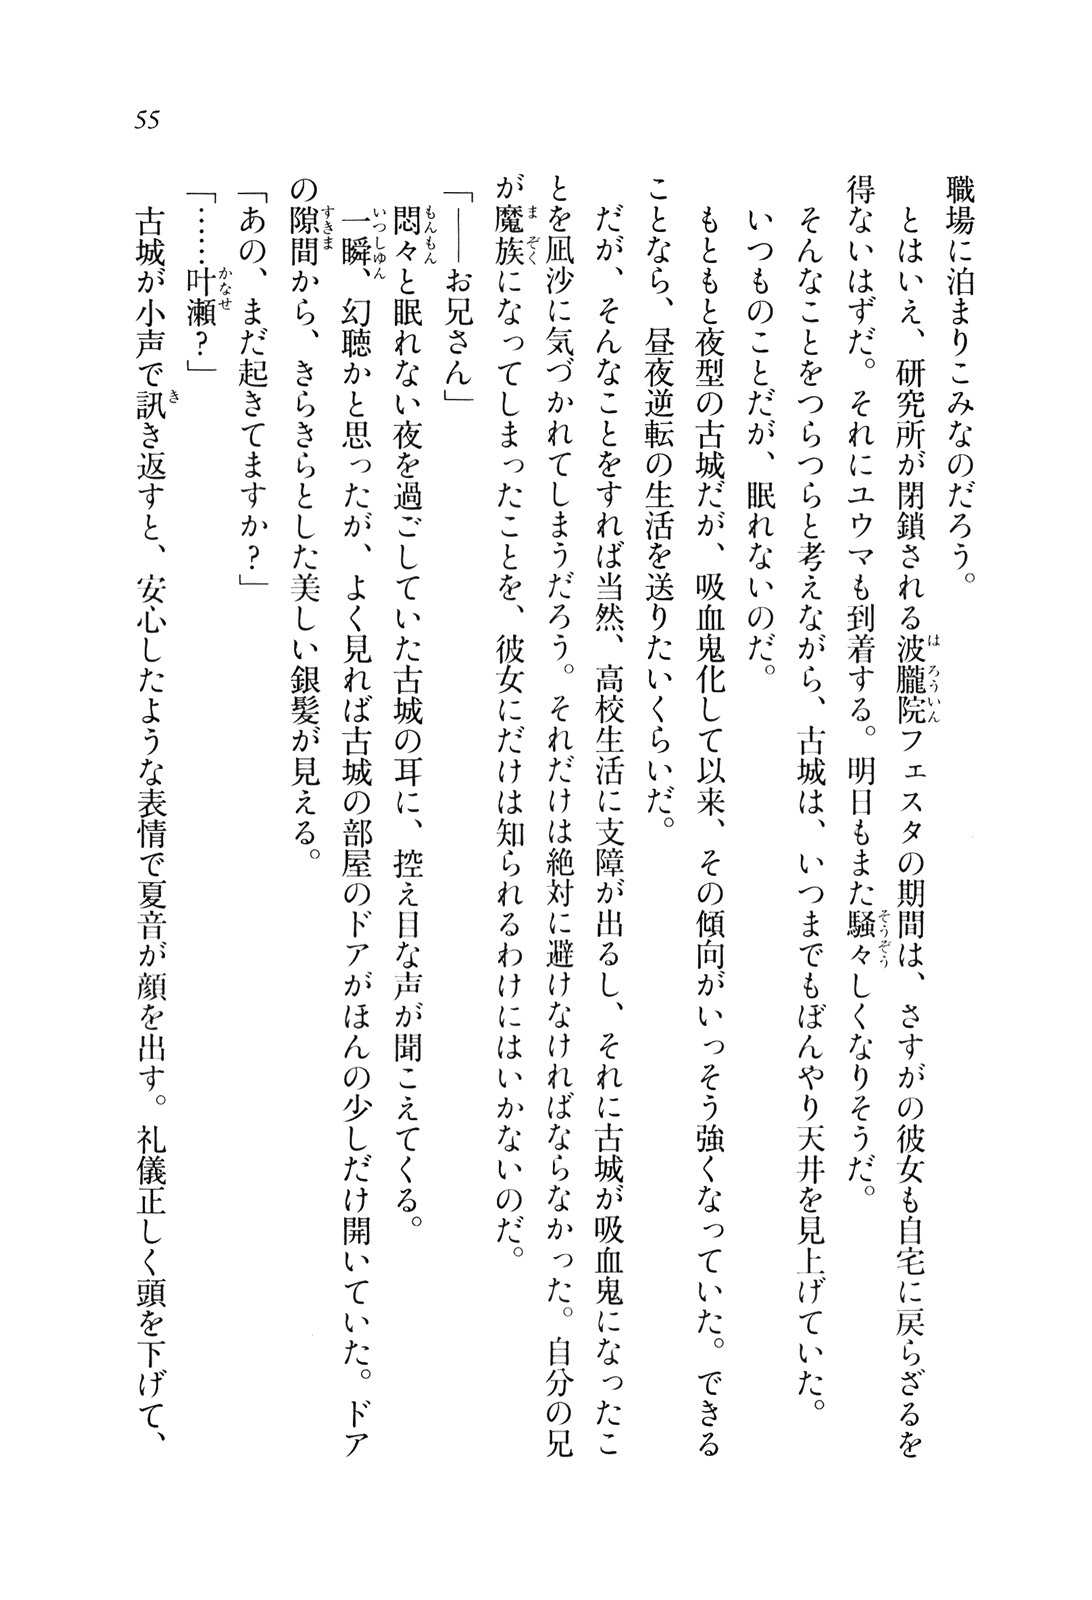 55
職場に泊まりこみなのだろう。
とはいえ、研究所が閉鎖される波朧院フェスタの期間は、さすがの彼女も自宅に戻らざるを
得ないはずだ。それにユウマも到着する。明日もまた騒々しくなりそうだ。
そんなことをつらつらと考えながら、古城は、いつまでもぼんやり天井を見上げていた。
いつものことだが、眠れないのだ。
もともと夜型の古城だが、吸血鬼化して以来、その傾向がいっそう強くなっていた。できる
ことなら、昼夜逆転の生活を送りたいくらいだ。
だが、そんなことをすれば当然、高校生活に支障が出るし、それに古城が吸血鬼になったこ
とを凪沙に気づかれてしまうだろう。それだけは絶対に避けなければならなかった。自分の兄
が魔族になってしまったことを、彼女にだけは知られるわけにはいかないのだ。
「――お兄さん」
悶々と眠れない夜を過ごしていた古城の耳に、控え目な声が聞こえてくる。
一瞬、幻聴かと思ったが、よく見れば古城の部屋のドアがほんの少しだけ開いていた。ドア
の隙間から、きらきらとした美しい銀髪が見える。
「あの、まだ起きてますか？」
「……叶瀬？」
古城が小声で訊き返すと、安心したような表情で夏音が顔を出す。礼儀正しく頭を下げて、